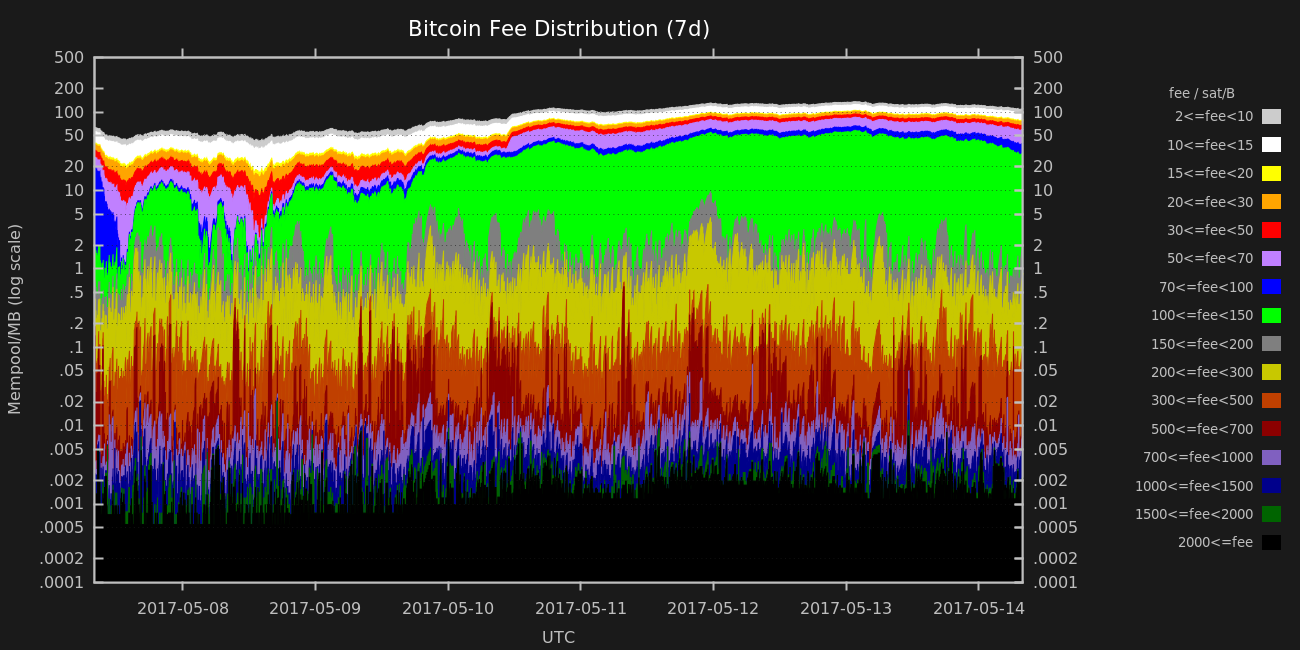 Bitcoin Fee Distribution (7d)
500
200
100
50
20
10
5
2
1
.5
.2
.1
.05
.02
.01
.005
.002
.001
.0005
.0002
.0001
Mempool/MB (log scale)
500
200
100
50
20
10
5
2
1
.5
.2
.1
.05
.02
.01
.005
.002
.001
.0005
.0002
.0001
2017-05-08 2017-05-09 2017-05-10 2017-05-11 2017-05-12 2017-05-13 2017-05-14
UTC
fee / sat/B
2<=fee<10
10<=fee<15
15<=fee<20
20<=fee<30
30<=fee<50
50<=fee<70
70<=fee<100
100<=fee<150
150<=fee<200
200<=fee<300
300<=fee<500
500<=fee<700
700<=fee<1000
1000<=fee<1500
1500<=fee<2000
2000<=fee